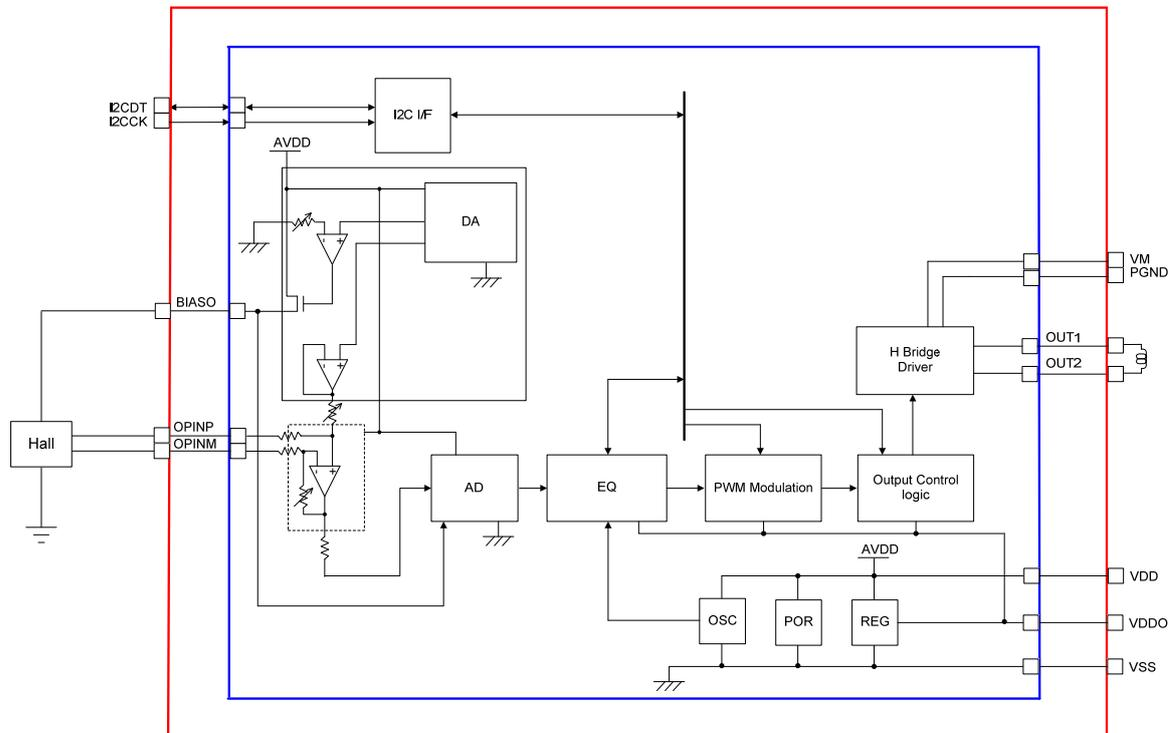 I2CDT
I2CCK
I2C I/F
AVDD
DA
- +
BIASO
VM
PGND
OUT1
OUT2
H Bridge
Driver
- +
Hall
OPINP
OPINM
- +
AD
EQ
PWM Modulation
Output Control
logic
AVDD
OSC
POR
REG
VDD
VDDO
VSS